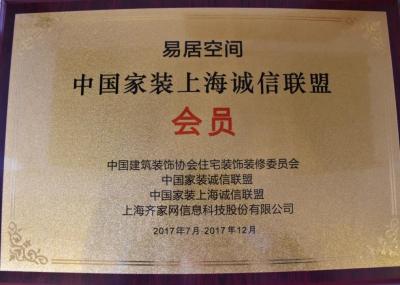 易居空间
中国家装上海诚信联盟
会员
中国建筑装饰协会住宅装饰装修委员会
中国家装诚信联盟
中国家装上海诚信联盟
上海齐家网信息科技股份有限公司
2017年7月-2017年12月